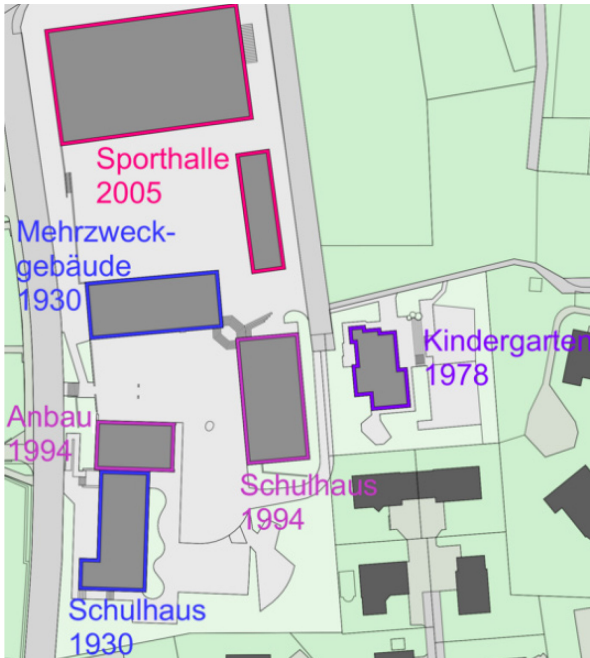 Sporthalle
2005
Mehrzweck-
gebäude
1930
Kindergarten
1978
Anbau
1994
Schulhaus
1994
Schulhaus
1930